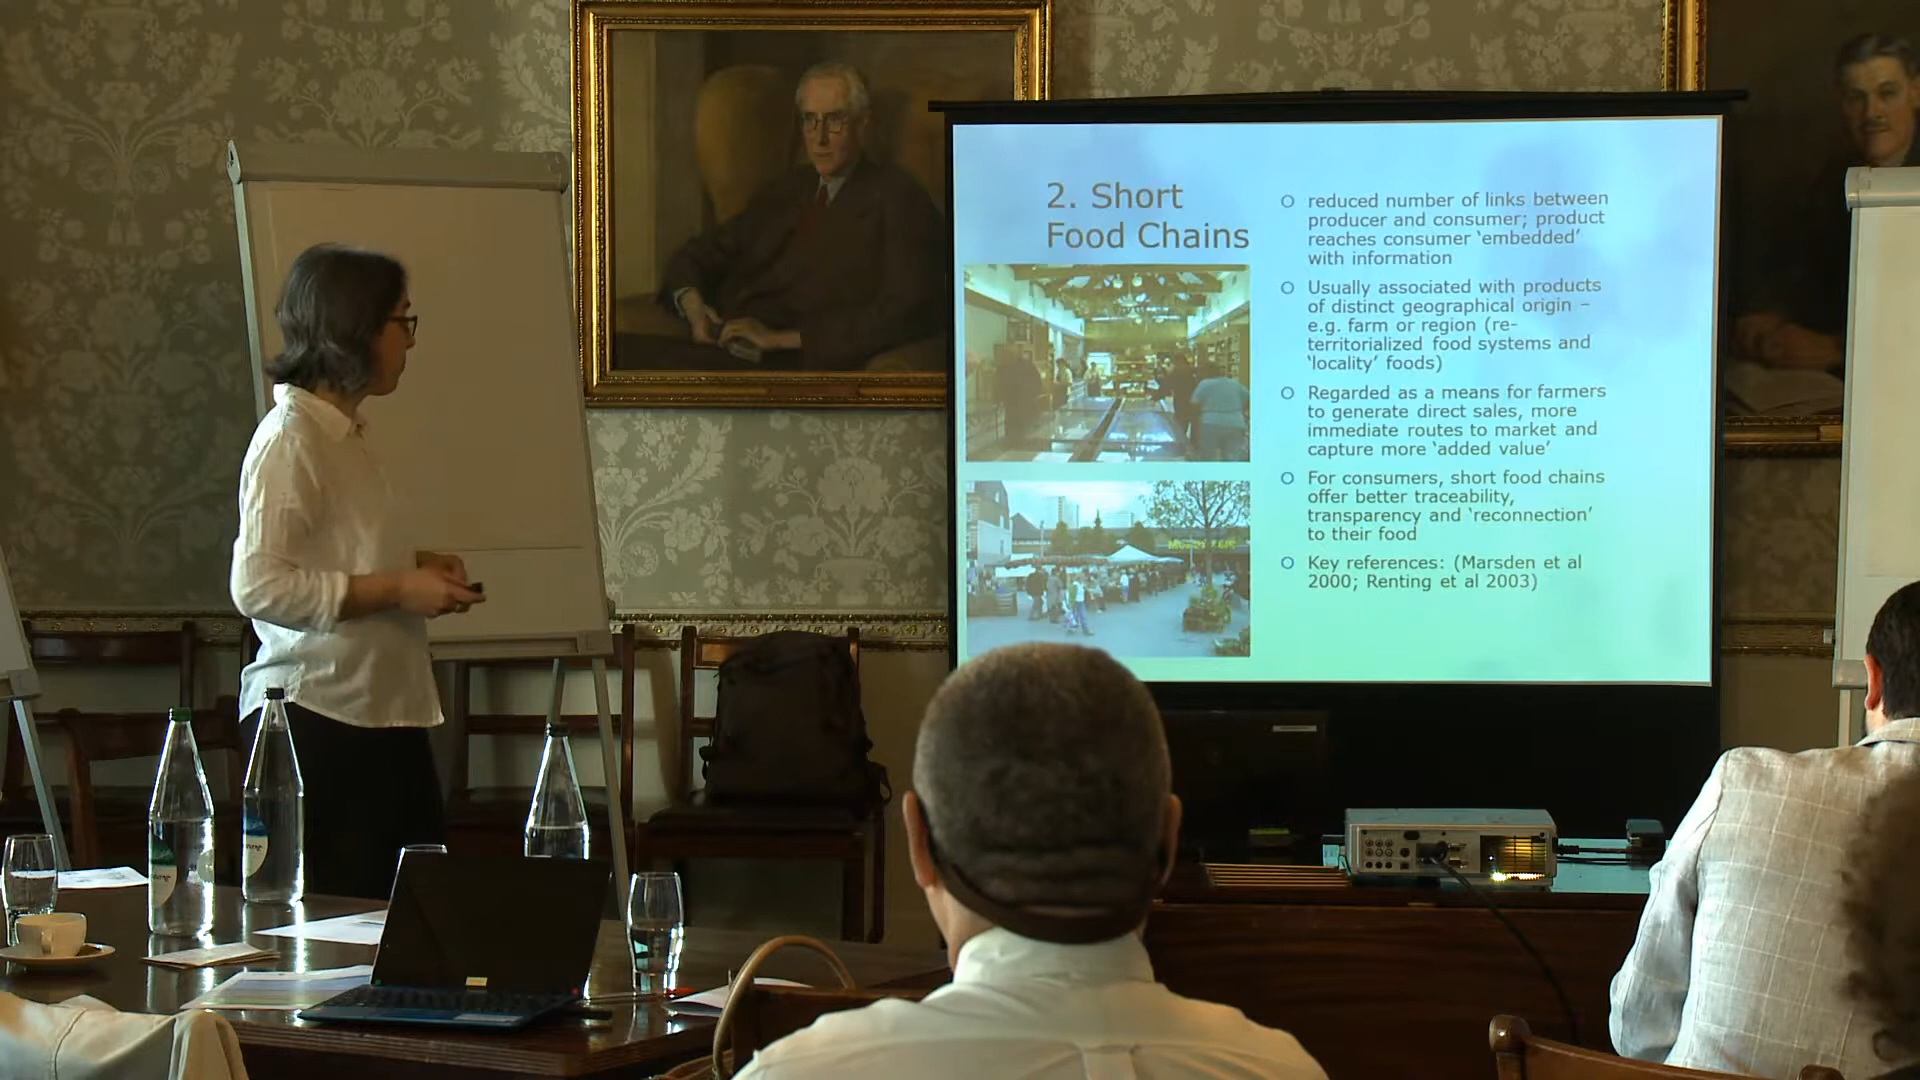 2. Short
Food Chains
reduced number of links between
producer and consumer; product
reaches consumer ‘embedded’
with information
Usually associated with products
of distinct geographical origin –
e.g. farm or region (re-
territorialized food systems and
‘locality’ foods)
Regarded as a means for farmers
to generate direct sales, more
immediate routes to market and
capture more ‘added value’
For consumers, short food chains
offer better traceability,
transparency and ‘reconnection’
to their food
Key references: (Marsden et al
2000; Renting et al 2003)